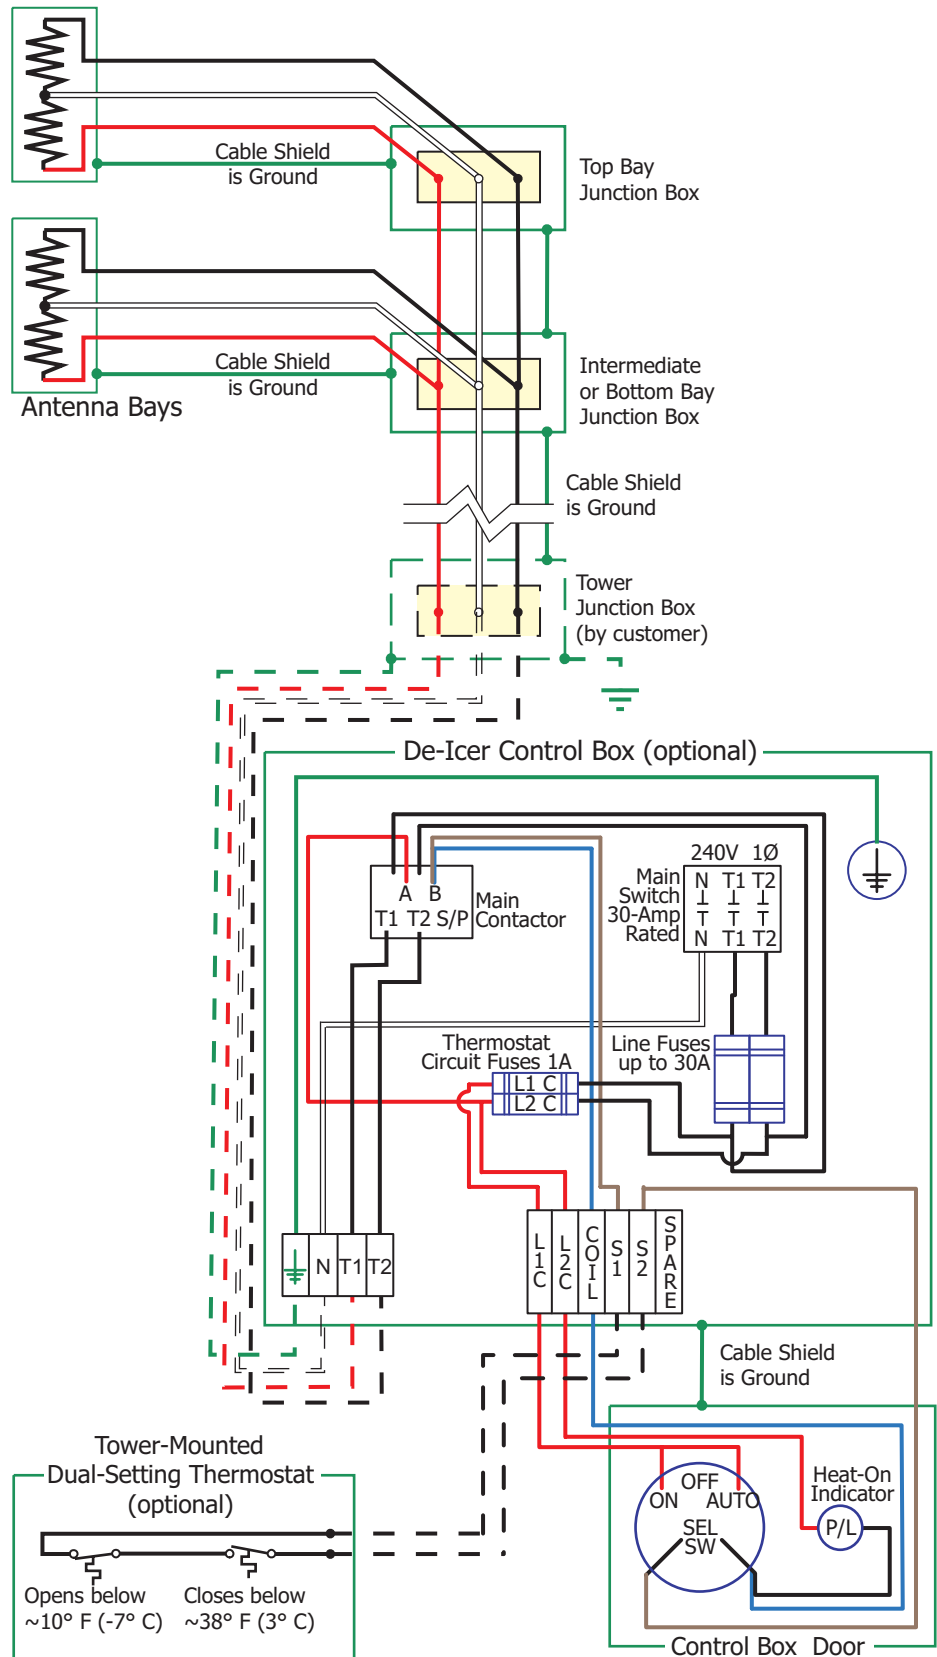 Cable Shield
is Ground
Top Bay
Junction Box
Cable Shield
is Ground
Intermediate
or Bottom Bay
Junction Box
Antenna Bays
Cable Shield
is Ground
Tower
Junction Box
(by customer)
De-Icer Control Box (optional)
A B
T1 T2 S/P
Main
Contactor
240V 1Ø
Main
Switch
30-Amp
Rated
N T1 T2
N T1 T2
Thermostat
Circuit Fuses 1A
L1 C
L2 C
Line Fuses
up to 30A
N T1 T2
L1C
L2C
COIL
S1
S2
SPARE
Cable Shield
is Ground
Tower-Mounted
Dual-Setting Thermostat
(optional)
Opens below
~10° F (-7° C)
Closes below
~38° F (3° C)
OFF
ON AUTO
SEL
SW
Heat-On
Indicator
P/L
Control Box Door